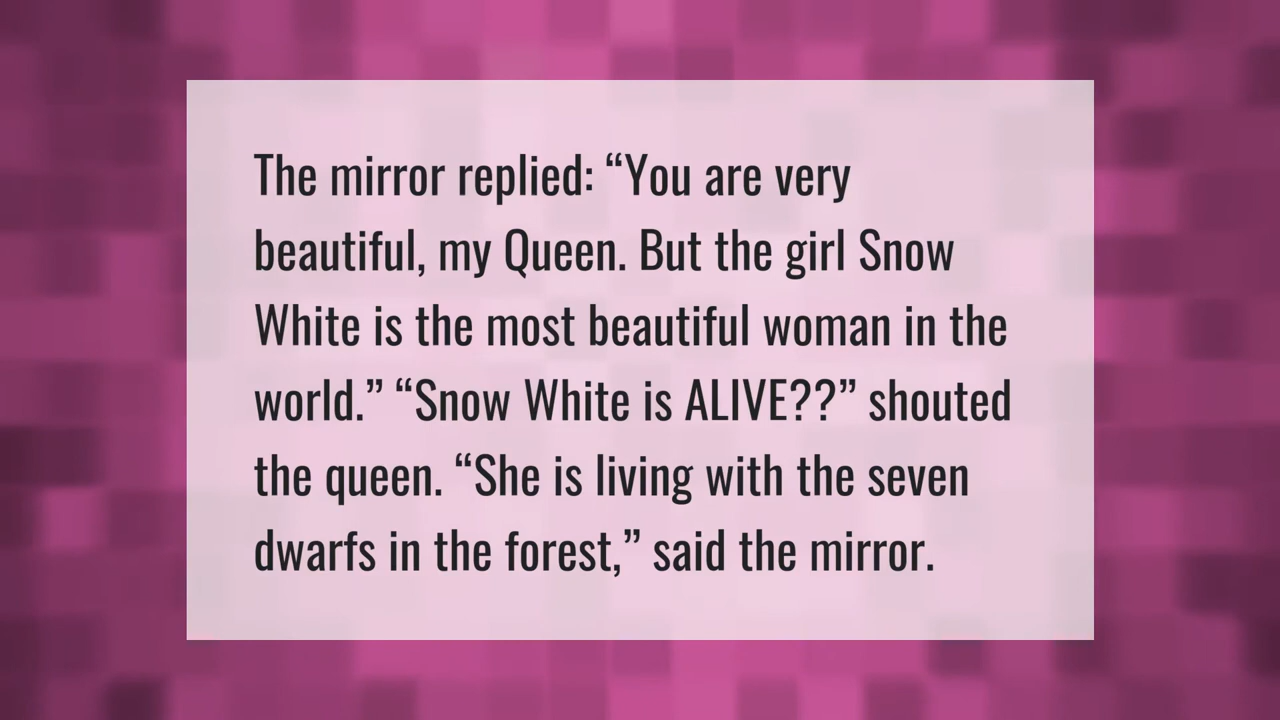 The mirror replied: “You are very
beautiful, my Queen. But the girl Snow
White is the most beautiful woman in the
world.” “Snow White is ALIVE??” shouted
the queen. “She is living with the seven
dwarfs in the forest,” said the mirror.